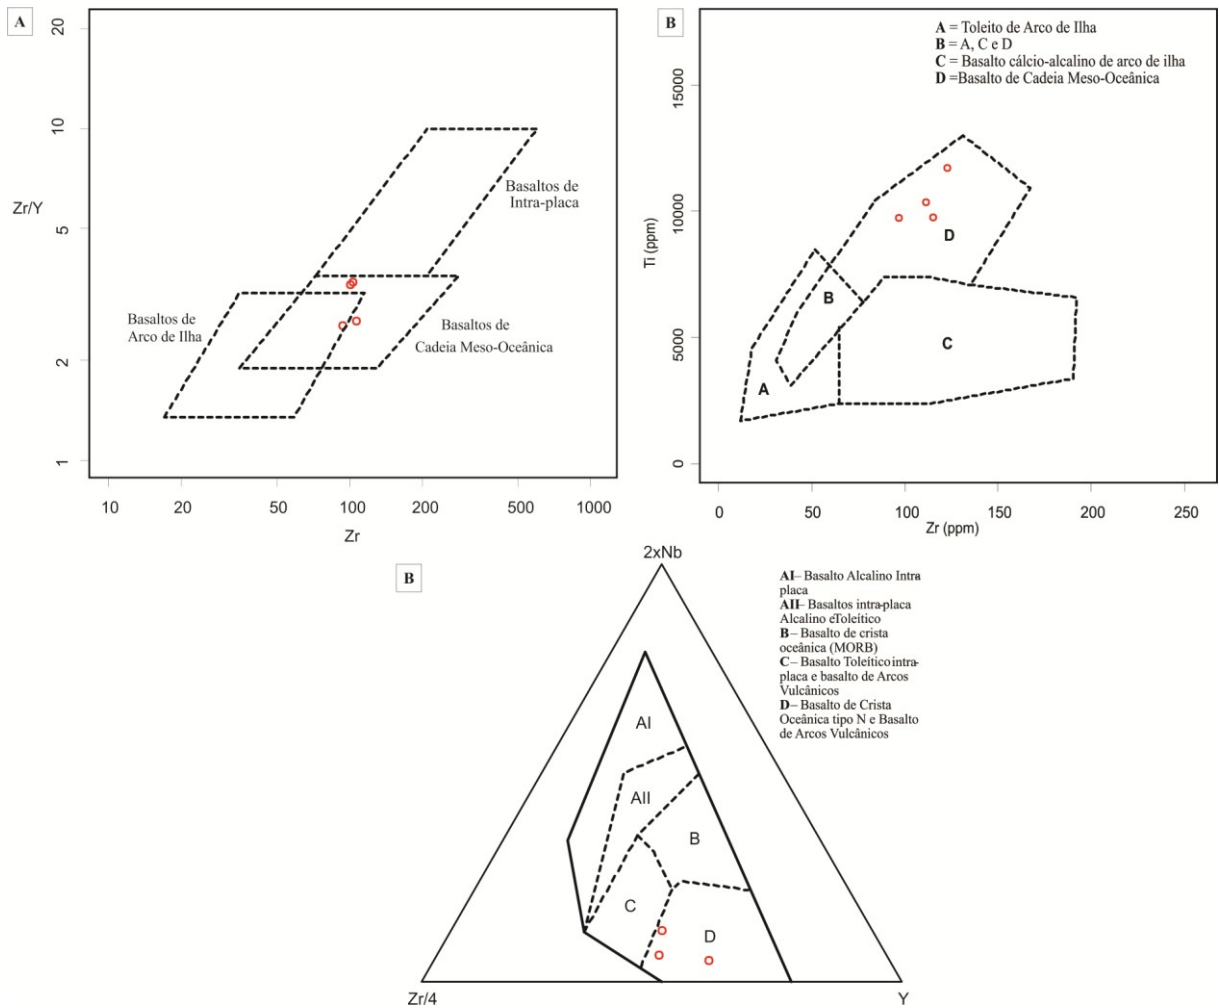 A
20
10
5
2
1
Zr/Y
Basaltos de
Intra-placa
Basaltos de
Arco de Ilha
Basaltos de
Cadeia Meso-Oceânica
10
20
50
100
200
500
1000
Zr
B
A = Toleito de Arco de Ilha
B = A, C e D
C = Basalto cálcio-alcalino de arco de ilha
D =Basalto de Cadeia Meso-Oceânica
15000
10000
5000
0
Ti (ppm)
D
B
C
A
0
50
100
150
200
250
Zr (ppm)
B
2xNb
AI– Basalto Alcalino Intra
placa
AII– Basaltos intra-placa
Alcalino eToleítico
B – Basalto de crista
oceânica (MORB)
C – Basalto Toleítico intra-
placa e basalto de Arcos
Vulcânicos
D – Basalto de Crista
Oceânica tipo N e Basalto
de Arcos Vulcânicos
AI
AII
B
C
D
Zr/4
Y